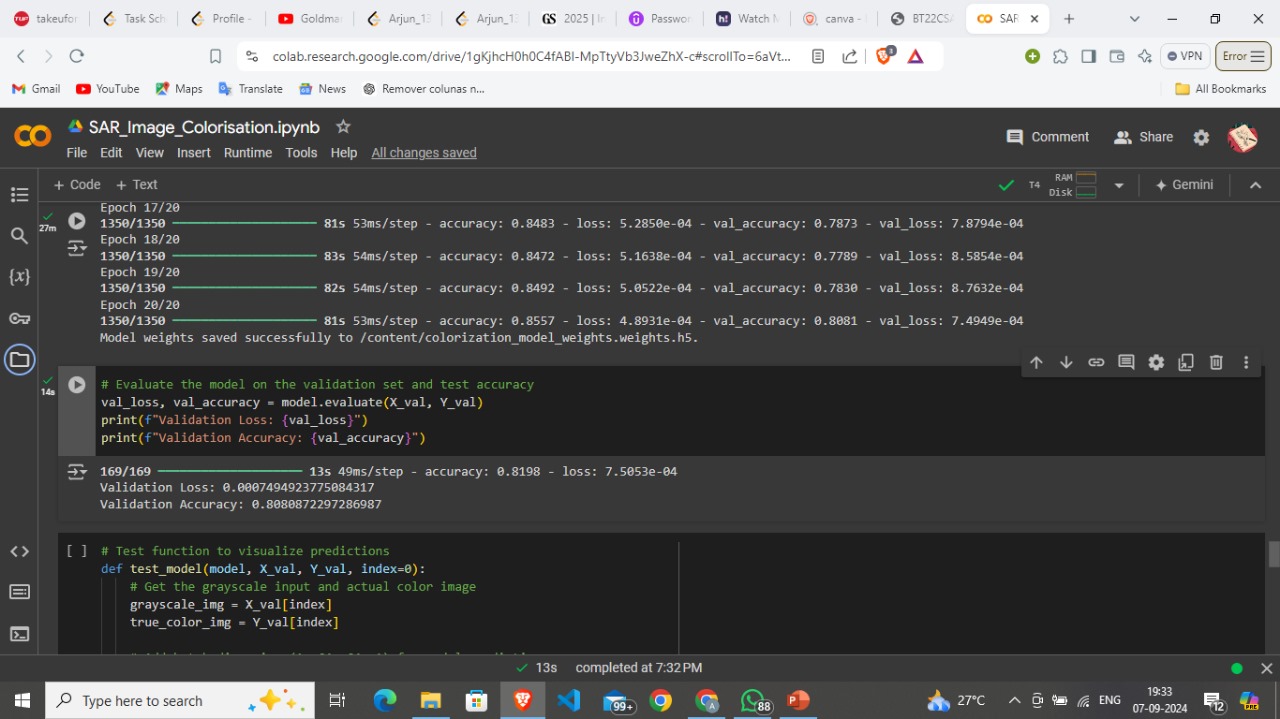 takeufor
Task Sch
Profile -
Goldma
Arjun_1
Arjun_1
GS 2025 | In
Passwo
h! Watch M
canva -
BT22CSA
CO SAR
colab.research.google.com/drive/1gKjhcH0h0C4fABI-MpTtyVb3JweZhX-c#scrollTo=6aVt...
1
VPN
Error
Gmail
YouTube
Maps
Translate
News
Remover colunas n...
All Bookmarks
SAR_Image_Colorisation.ipynb
Comment
Share
File Edit View Insert Runtime Tools Help All changes saved
+ Code + Text
T4
RAM
Disk
Gemini
27m
Epoch 17/20
1350/1350 81s 53ms/step - accuracy: 0.8483 - loss: 5.2850e-04 - val_accuracy: 0.7873 - val_loss: 7.8794e-04
Epoch 18/20
1350/1350 83s 54ms/step - accuracy: 0.8472 - loss: 5.1638e-04 - val_accuracy: 0.7789 - val_loss: 8.5854e-04
Epoch 19/20
1350/1350 82s 54ms/step - accuracy: 0.8492 - loss: 5.0522e-04 - val_accuracy: 0.7830 - val_loss: 8.7632e-04
Epoch 20/20
1350/1350 81s 53ms/step - accuracy: 0.8557 - loss: 4.8931e-04 - val_accuracy: 0.8081 - val_loss: 7.4949e-04
Model weights saved successfully to /content/colorization_model_weights.weights.h5.
{x}
14s
# Evaluate the model on the validation set and test accuracy
val_loss, val_accuracy = model.evaluate(X_val, Y_val)
print(f"Validation Loss: {val_loss}")
print(f"Validation Accuracy: {val_accuracy}")
169/169 13s 49ms/step - accuracy: 0.8198 - loss: 7.5053e-04
Validation Loss: 0.0007494923775084317
Validation Accuracy: 0.8080872297286987
[ ] # Test function to visualize predictions
def test_model(model, X_val, Y_val, index=0):
# Get the grayscale input and actual color image
grayscale_img = X_val[index]
true_color_img = Y_val[index]
13s completed at 7:32 PM
Type here to search
99+
A
88
27°C
ENG
19:33
07-09-2024
12
PRE